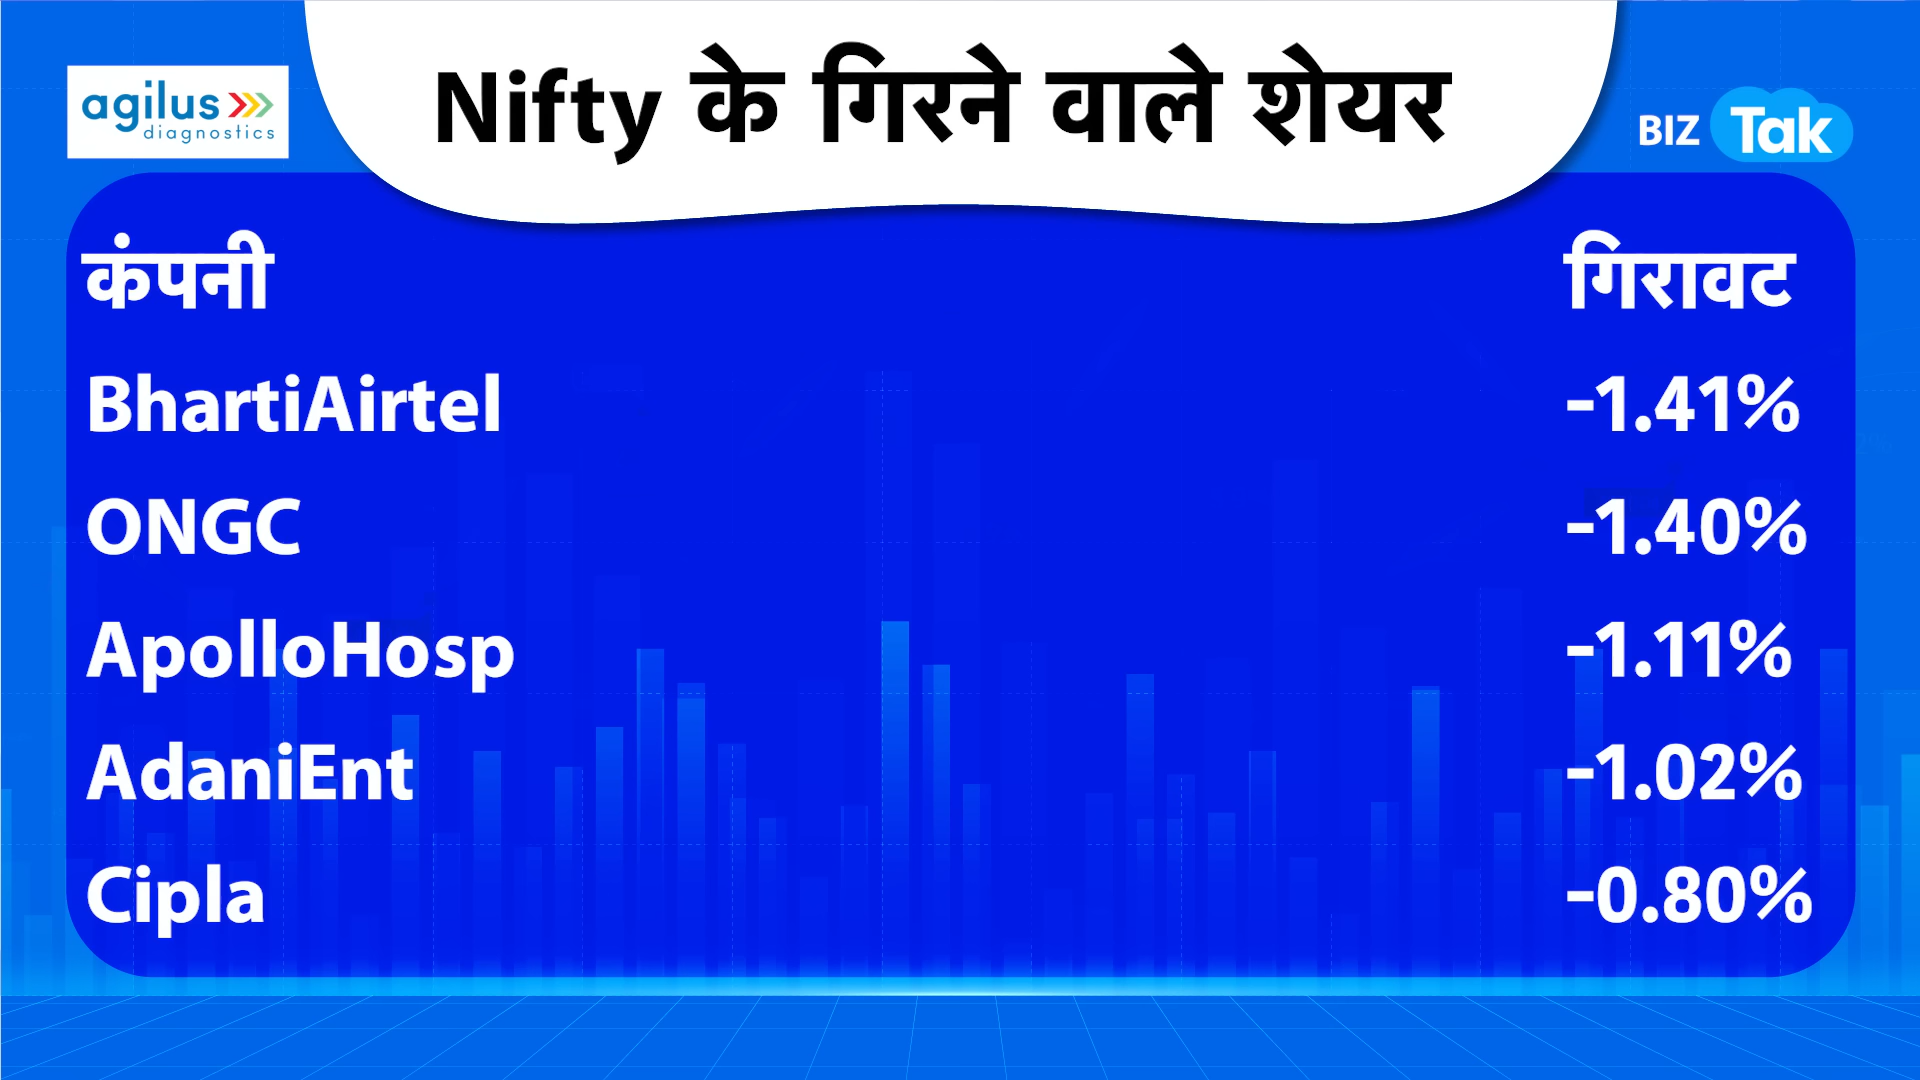 agilus
diagnostics
Nifty के गिरने वाले शेयर
BIZ Tak
कंपनी गिरावट
BhartiAirtel -1.41%
ONGC -1.40%
ApolloHosp -1.11%
AdaniEnt -1.02%
Cipla -0.80%